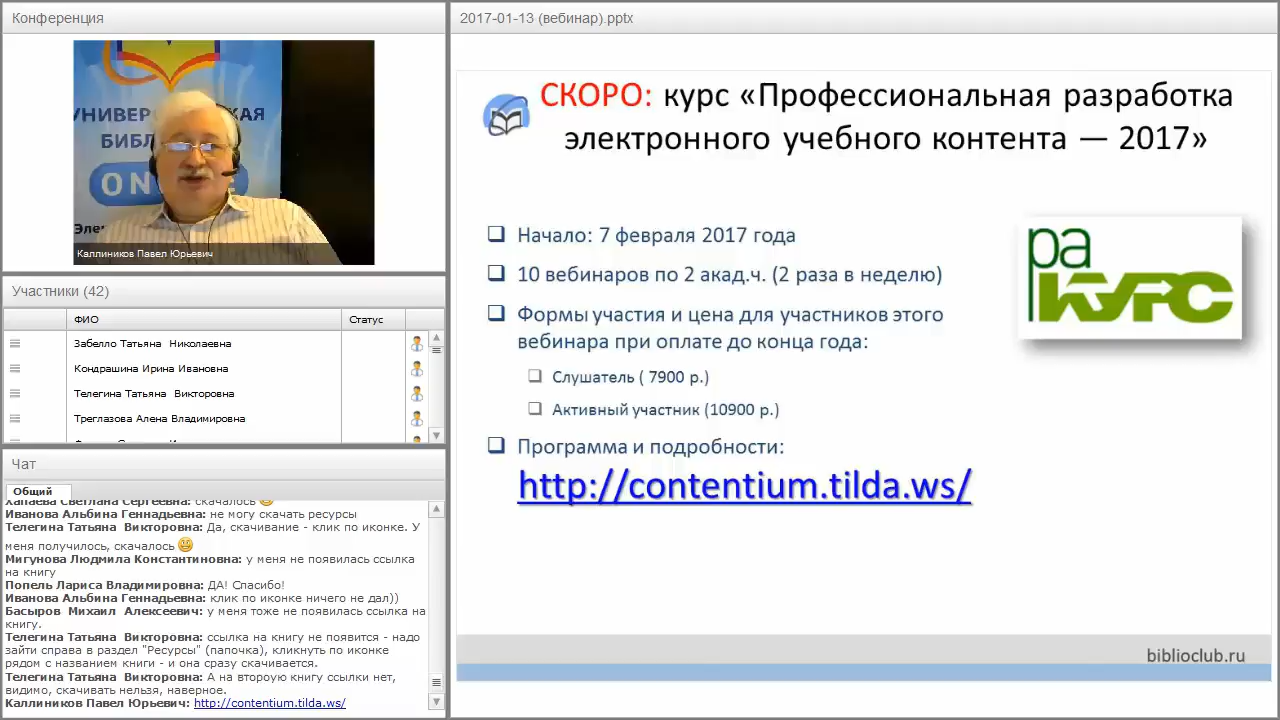 Конференция
УНИВЕРСИТЕТСКАЯ
Каллиников Павел Юрьевич
Участники (42)
ФИО
Статус
Забелло Татьяна Николаевна
Кондрашина Ирина Ивановна
Телегина Татьяна Викторовна
Треглазова Алена Владимировна
Чат
Общий
Хапаева Светлана Сергеевна: скачалось
Иванова Альбина Геннадьевна: не могу скачать ресурсы
Телегина Татьяна Викторовна: Да, скачивание - клик по иконке. У
меня получилось, скачалось
Мигунова Людмила Константиновна: у меня не появилась ссылка
на книгу
Попель Лариса Владимировна: ДА! Спасибо!
Иванова Альбина Геннадьевна: клик по иконке ничего не дал))
Басыров Михаил Алексеевич: у меня тоже не появилась ссылка на
книгу.
Телегина Татьяна Викторовна: ссылка на книгу не появится - надо
зайти справа в раздел "Ресурсы" (папочка), кликнуть по иконке
рядом с названием книги - и она сразу скачивается.
Телегина Татьяна Викторовна: А на второую книгу ссылки нет,
видимо, скачивать нельзя, наверное.
Каллиников Павел Юрьевич: http://contentium.tilda.ws/
2017-01-13 (вебинар).pptx
СКОРО: курс «Профессиональная разработка
электронного учебного контента — 2017»
Начало: 7 февраля 2017 года
10 вебинаров по 2 акад.ч. (2 раза в неделю)
Формы участия и цена для участников этого
вебинара при оплате до конца года:
Слушатель ( 7900 р.)
Активный участник (10900 р.)
Программа и подробности:
http://contentium.tilda.ws/
ра
курс
biblioclub.ru